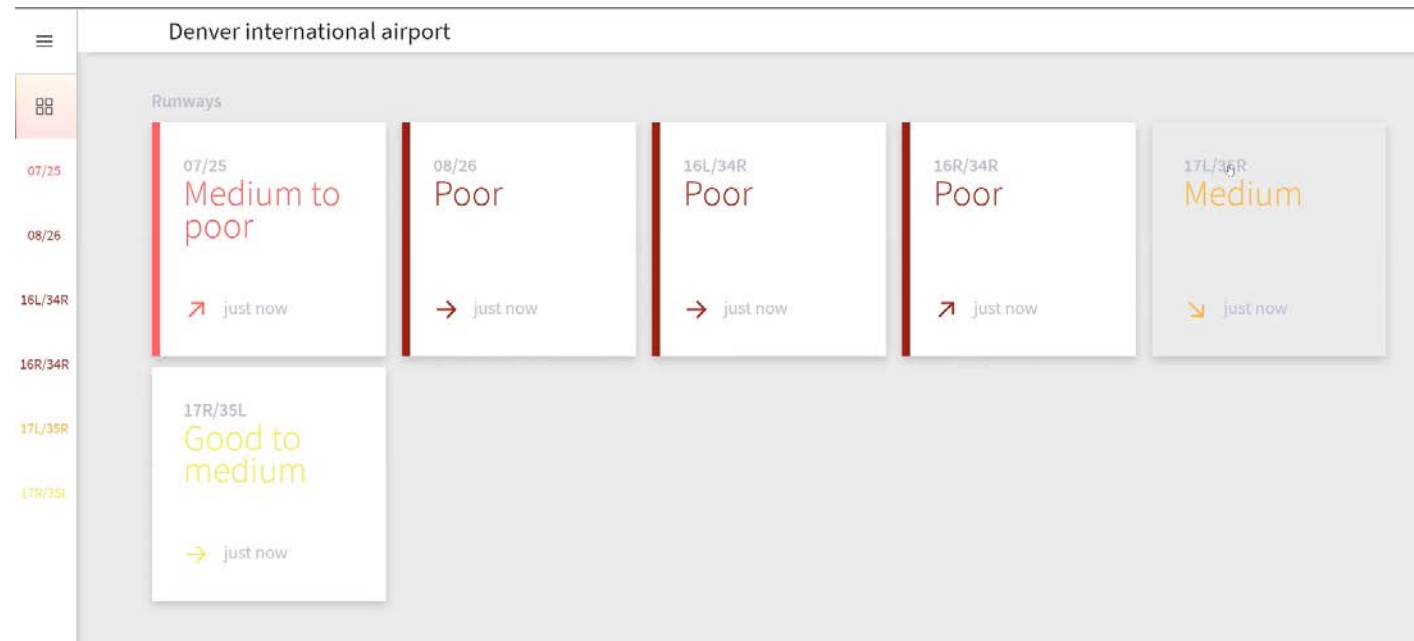 Denver international airport
Runways
07/25
08/26
16L/34R
16R/34R
17L/35R
17R/35L
07/25
Medium to
poor
just now
08/26
Poor
just now
16L/34R
Poor
just now
16R/34R
Poor
just now
17L/35R
Medium
just now
17R/35L
Good to
medium
just now